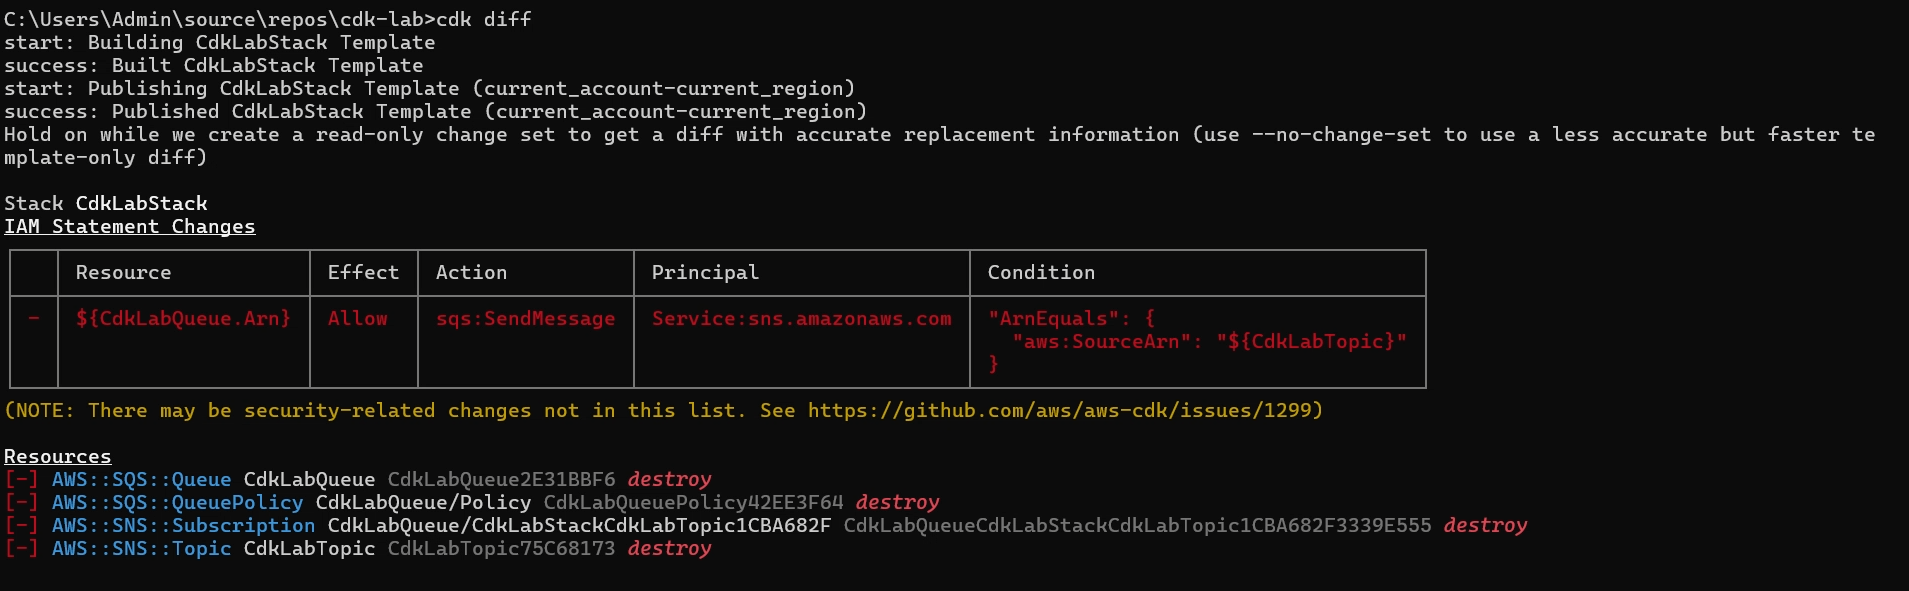 C:\Users\Admin\source\repos\cdk-lab>cdk diff
start: Building CdkLabStack Template
success: Built CdkLabStack Template
start: Publishing CdkLabStack Template (current_account-current_region)
success: Published CdkLabStack Template (current_account-current_region)
Hold on while we create a read-only change set to get a diff with accurate replacement information (use --no-change-set to use a less accurate but faster te
mplate-only diff)
Stack CdkLabStack
IAM Statement Changes
Resource Effect Action Principal Condition
- ${CdkLabQueue.Arn} Allow sqs:SendMessage Service:sns.amazonaws.com "ArnEquals": {
"aws:SourceArn": "${CdkLabTopic}"
}
(NOTE: There may be security-related changes not in this list. See https://github.com/aws/aws-cdk/issues/1299)
Resources
[-] AWS::SQS::Queue CdkLabQueue CdkLabQueue2E31BBF6 destroy
[-] AWS::SQS::QueuePolicy CdkLabQueue/Policy CdkLabQueuePolicy42EE3F64 destroy
[-] AWS::SNS::Subscription CdkLabQueue/CdkLabStackCdkLabTopic1CBA682F CdkLabQueueCdkLabStackCdkLabTopic1CBA682F3339E555 destroy
[-] AWS::SNS::Topic CdkLabTopic CdkLabTopic75C68173 destroy